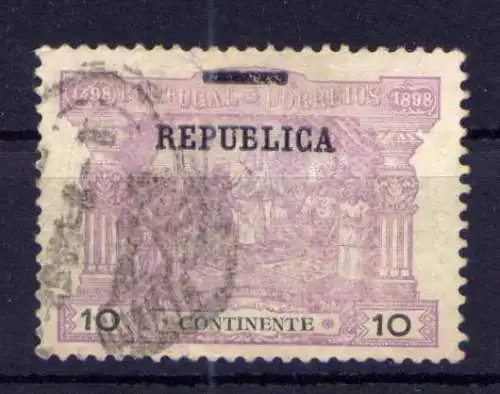 1898 PORTUGAL CORREIOS 1898
REPUBLICA
10 CONTINENTE 10